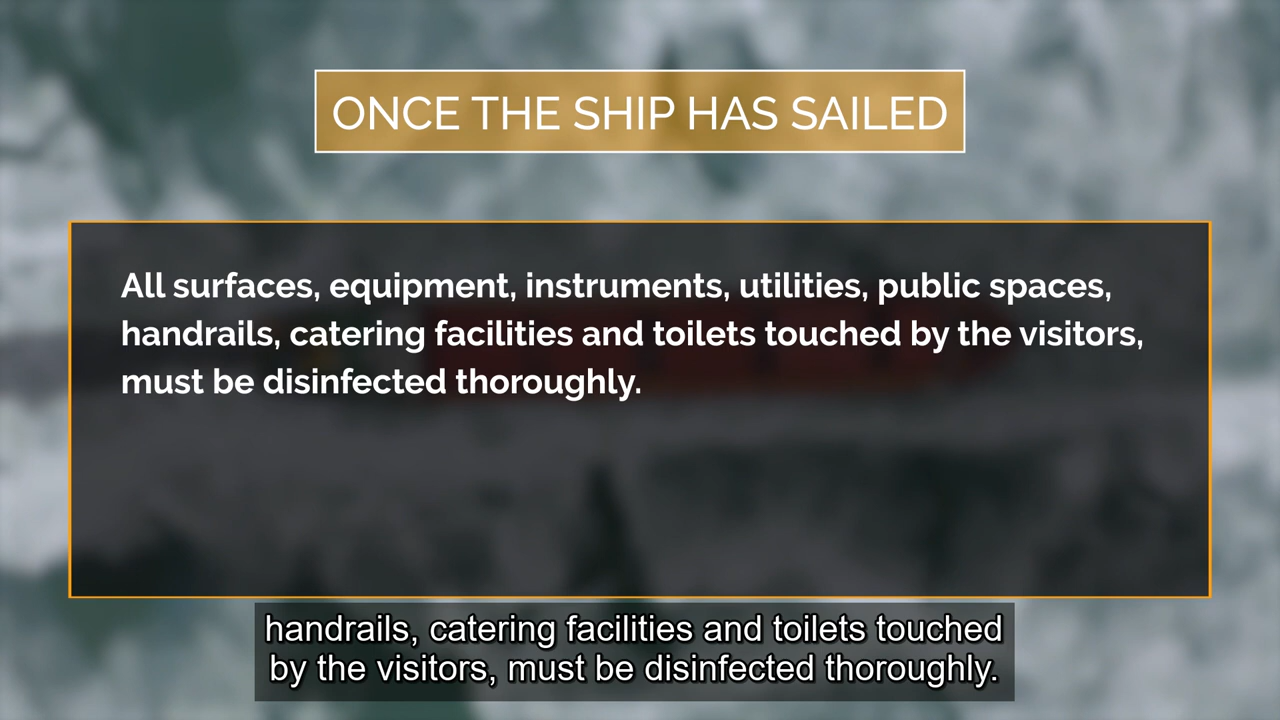 ONCE THE SHIP HAS SAILED
All surfaces, equipment, instruments, utilities, public spaces,
handrails, catering facilities and toilets touched by the visitors,
must be disinfected thoroughly.
handrails, catering facilities and toilets touched
by the visitors, must be disinfected thoroughly.